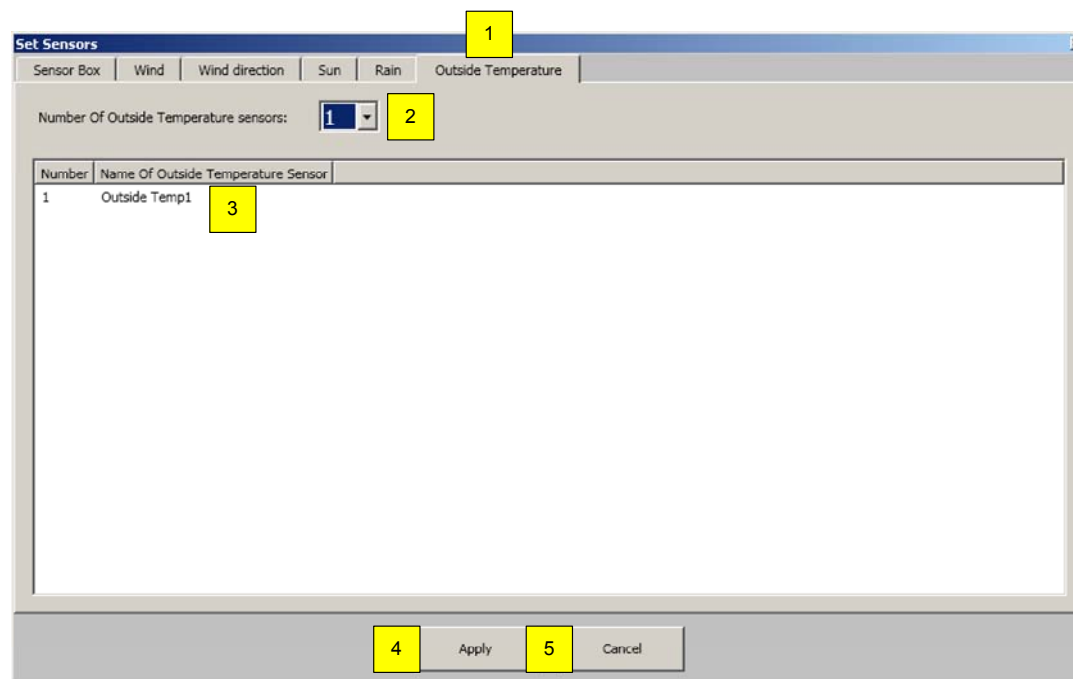 1
Set Sensors
Sensor Box Wind Wind direction Sun Rain Outside Temperature
Number Of Outside Temperature sensors: 1 2
Number Name Of Outside Temperature Sensor
1 Outside Temp1 3
4 Apply 5 Cancel